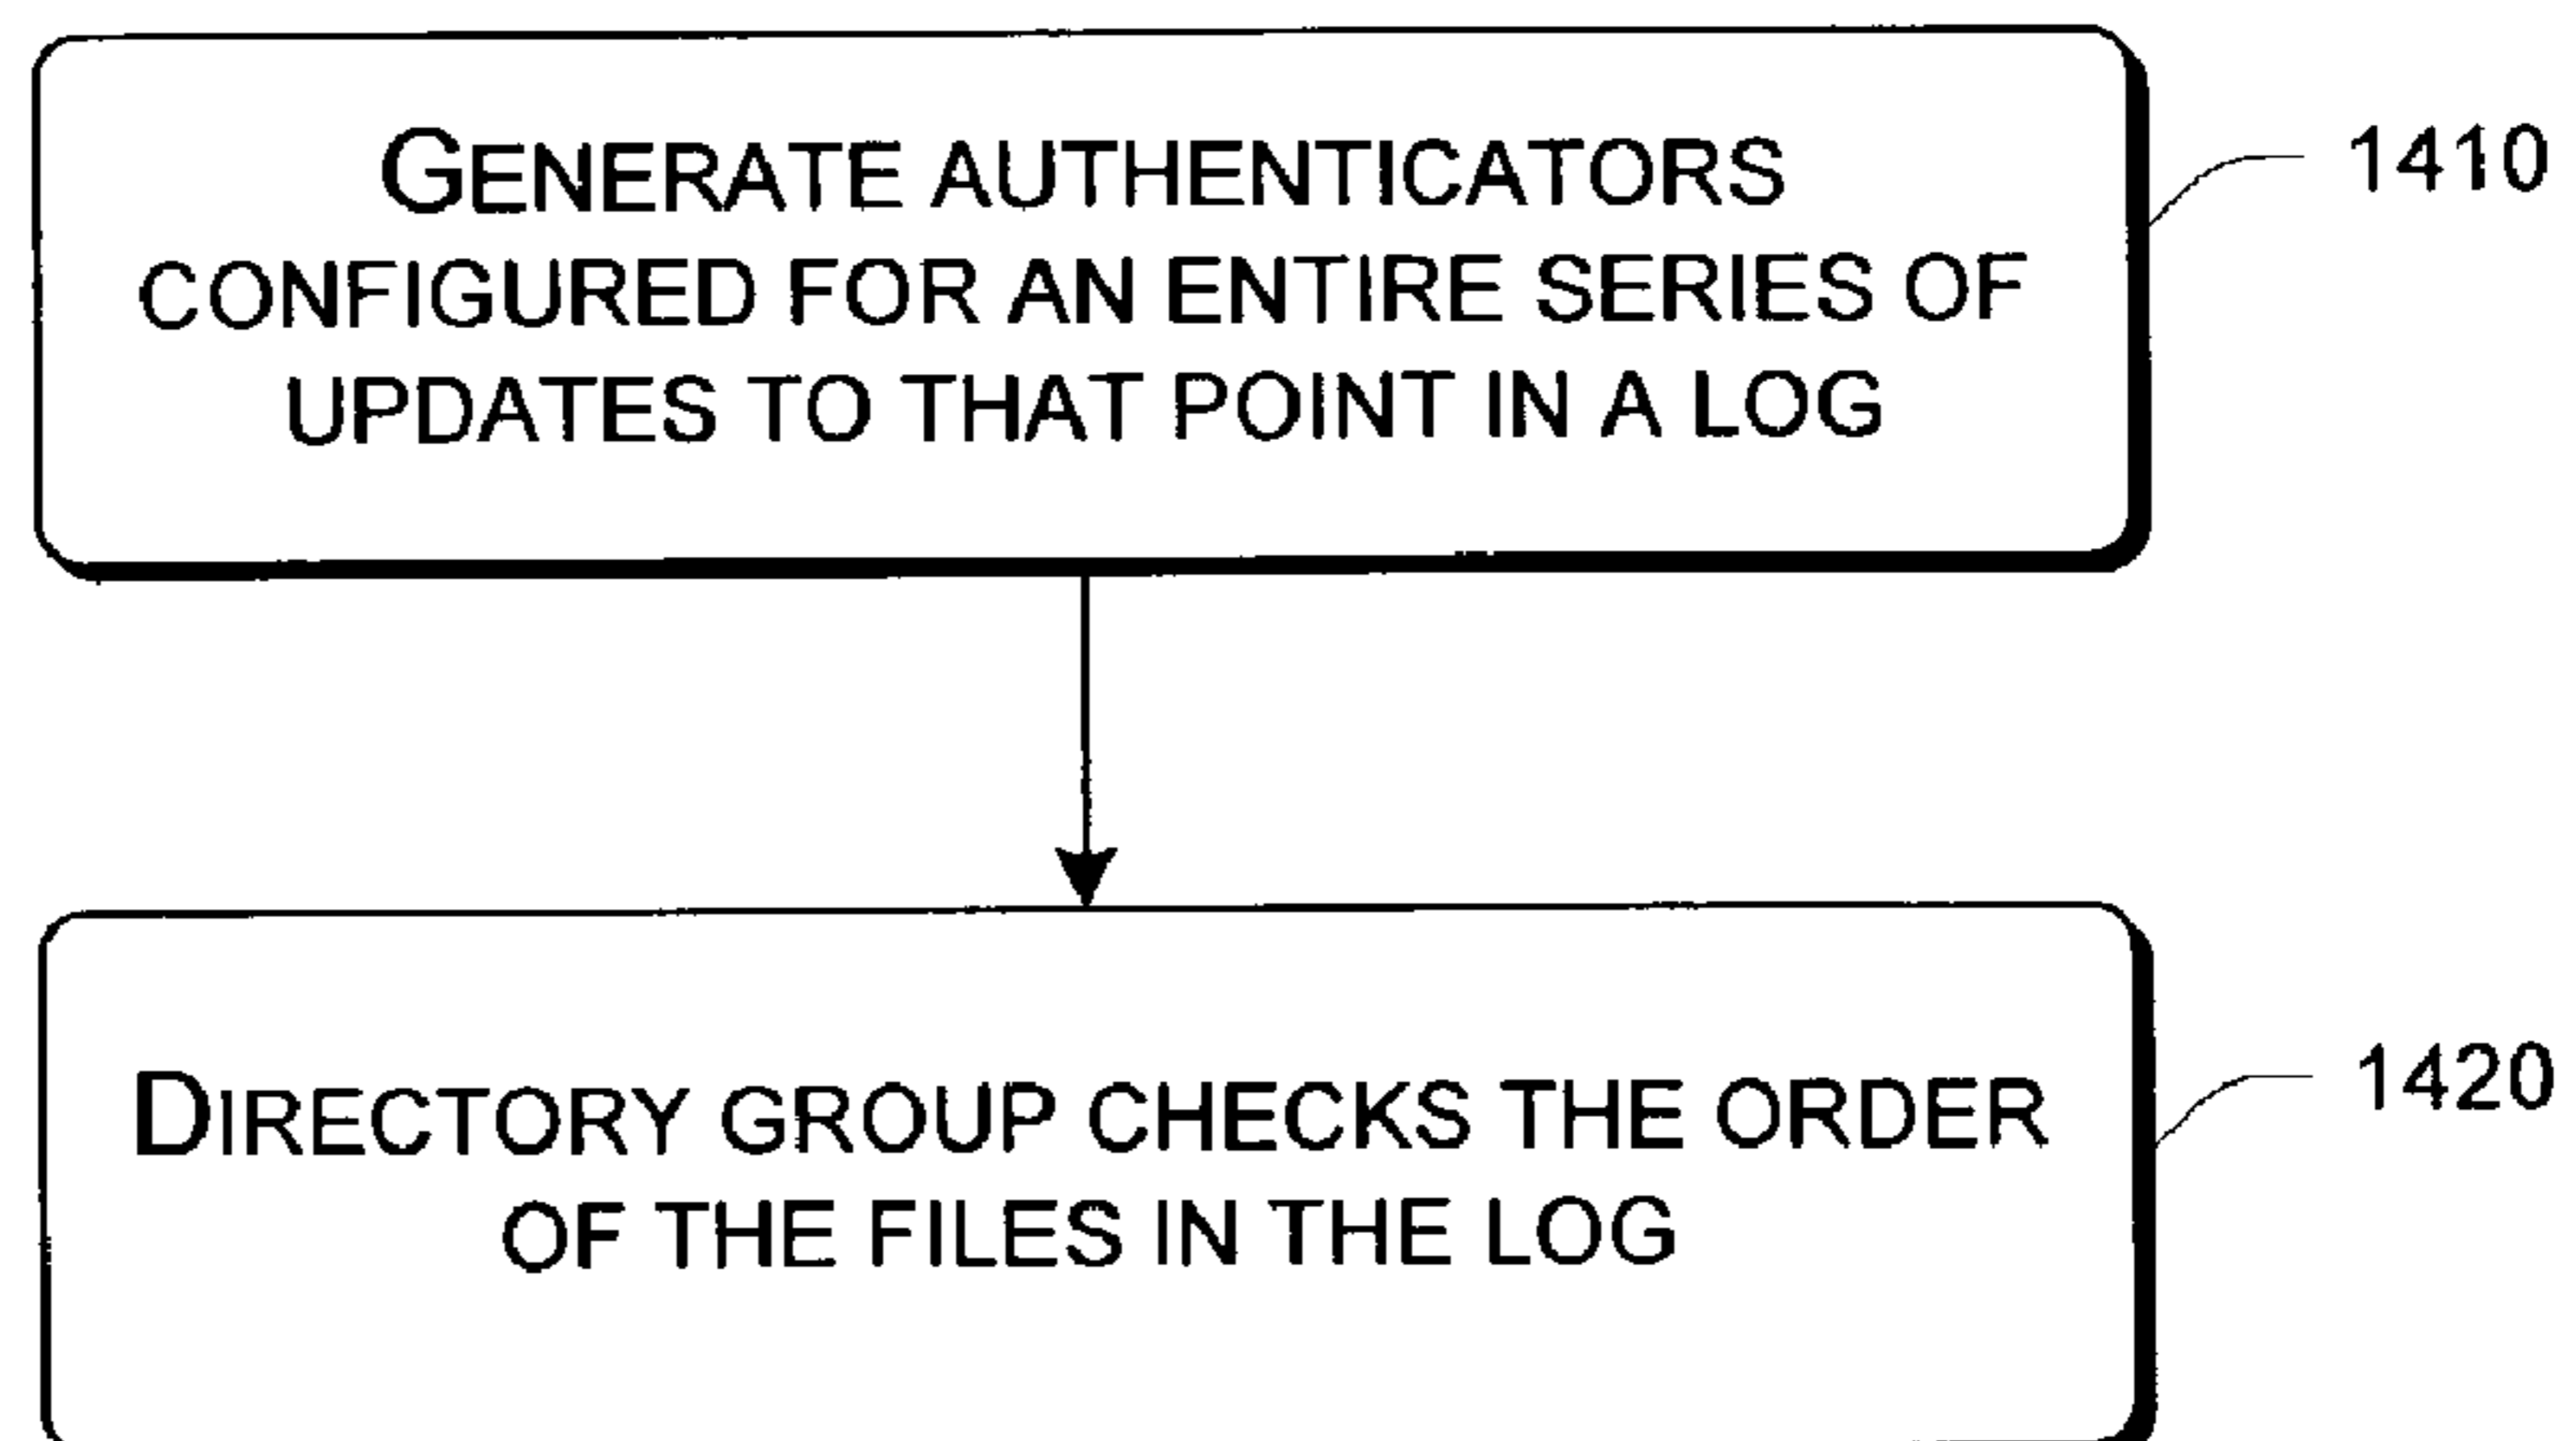 GENERATE AUTHENTICATORS
CONFIGURED FOR AN ENTIRE SERIES OF
UPDATES TO THAT POINT IN A LOG
1410
DIRECTORY GROUP CHECKS THE ORDER
OF THE FILES IN THE LOG
1420